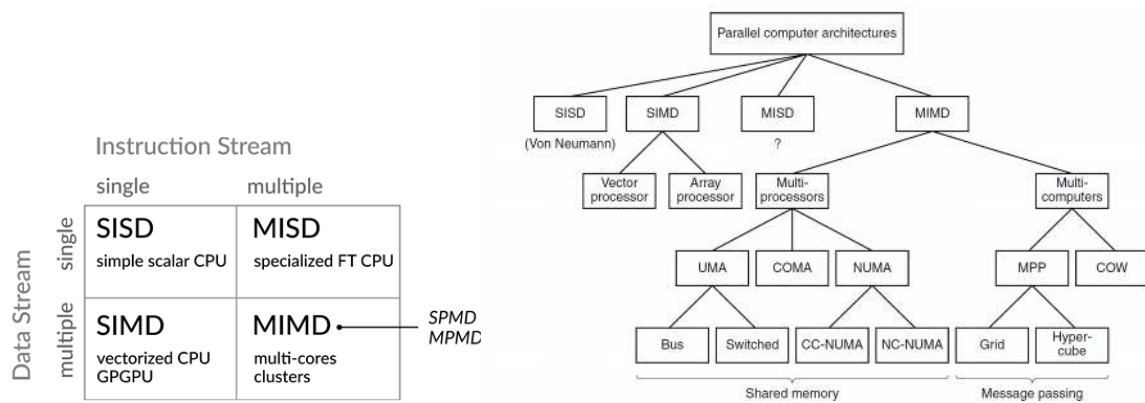 Instruction Stream
single multiple
Data Stream
single
multiple
SISD
simple scalar CPU
MISD
specialized FT CPU
SIMD
vectorized CPU
GPGPU
MIMD
multi-cores
clusters
SPMD
MPMD
Parallel computer architectures
SISD SIMD MISD MIMD
(Von Neumann) ?
Vector
processor
Array
processor
Multi-
processors
Multi-
computers
UMA COMA NUMA MPP COW
Bus Switched CC-NUMA NC-NUMA Grid
Hyper-
cube
Shared memory Message passing